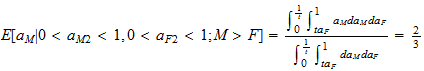 E[a_M|0 < a_{M2} < 1, 0 < a_{F2} < 1; M > F] = \frac{\int_0^{\frac{1}{t}} \int_{ta_F}^1 a_M da_M da_F}{\int_0^{\frac{1}{t}} \int_{ta_F}^1 da_M da_F} = \frac{2}{3}